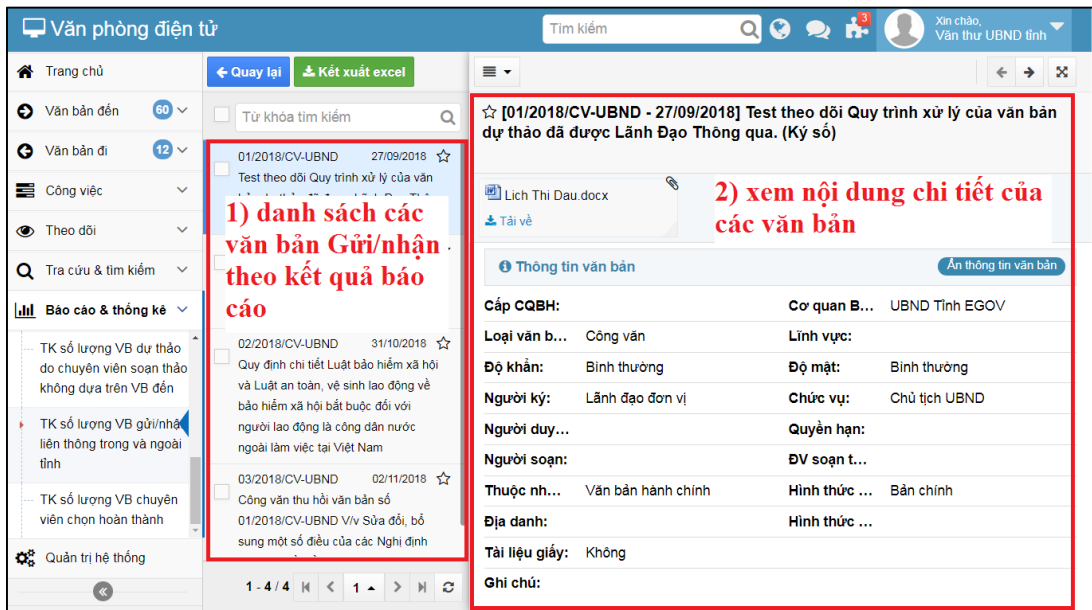 Văn phòng điện tử
Tìm kiếm
3
Xin chào,
Văn thư UBND tỉnh
Trang chủ
Văn bản đến 60
Văn bản đi 12
Công việc
Theo dõi
Tra cứu & tìm kiếm
Báo cáo & thống kê
TK số lượng VB dự thảo
do chuyên viên soạn thảo
không dựa trên VB đến
TK số lượng VB gửi/nhậ
liên thông trong và ngoài
tỉnh
TK số lượng VB chuyên
viên chọn hoàn thành
Quản trị hệ thống
Quay lại
Kết xuất excel
Từ khóa tìm kiếm
01/2018/CV-UBND 27/09/2018
Test theo dõi Quy trình xử lý của văn
1) danh sách các
văn bản Gửi/nhận
theo kết quả báo
cáo
02/2018/CV-UBND 31/10/2018
Quy định chi tiết Luật bảo hiểm xã hội
và Luật an toàn, vệ sinh lao động về
bảo hiểm xã hội bắt buộc đối với
người lao động là công dân nước
ngoài làm việc tại Việt Nam
03/2018/CV-UBND 02/11/2018
Công văn thu hồi văn bản số
01/2018/CV-UBND V/v Sửa đổi, bổ
sung một số điều của các Nghị định
1 - 4 / 4 1
[01/2018/CV-UBND - 27/09/2018] Test theo dõi Quy trình xử lý của văn bản
dự thảo đã được Lãnh Đạo Thông qua. (Ký số)
Lich Thi Dau.docx
Tải về
2) xem nội dung chi tiết của
các văn bản
Thông tin văn bản
Ẩn thông tin văn bản
Cấp CQBH: Cơ quan B... UBND Tỉnh EGOV
Loại văn b... Công văn Lĩnh vực:
Độ khẩn: Bình thường Độ mật: Bình thường
Người ký: Lãnh đạo đơn vị Chức vụ: Chủ tịch UBND
Người duy... Quyền hạn:
Người soạn: ĐV soạn t...
Thuộc nh... Văn bản hành chính Hình thức ... Bản chính
Địa danh: Hình thức ...
Tài liệu giấy: Không
Ghi chú: